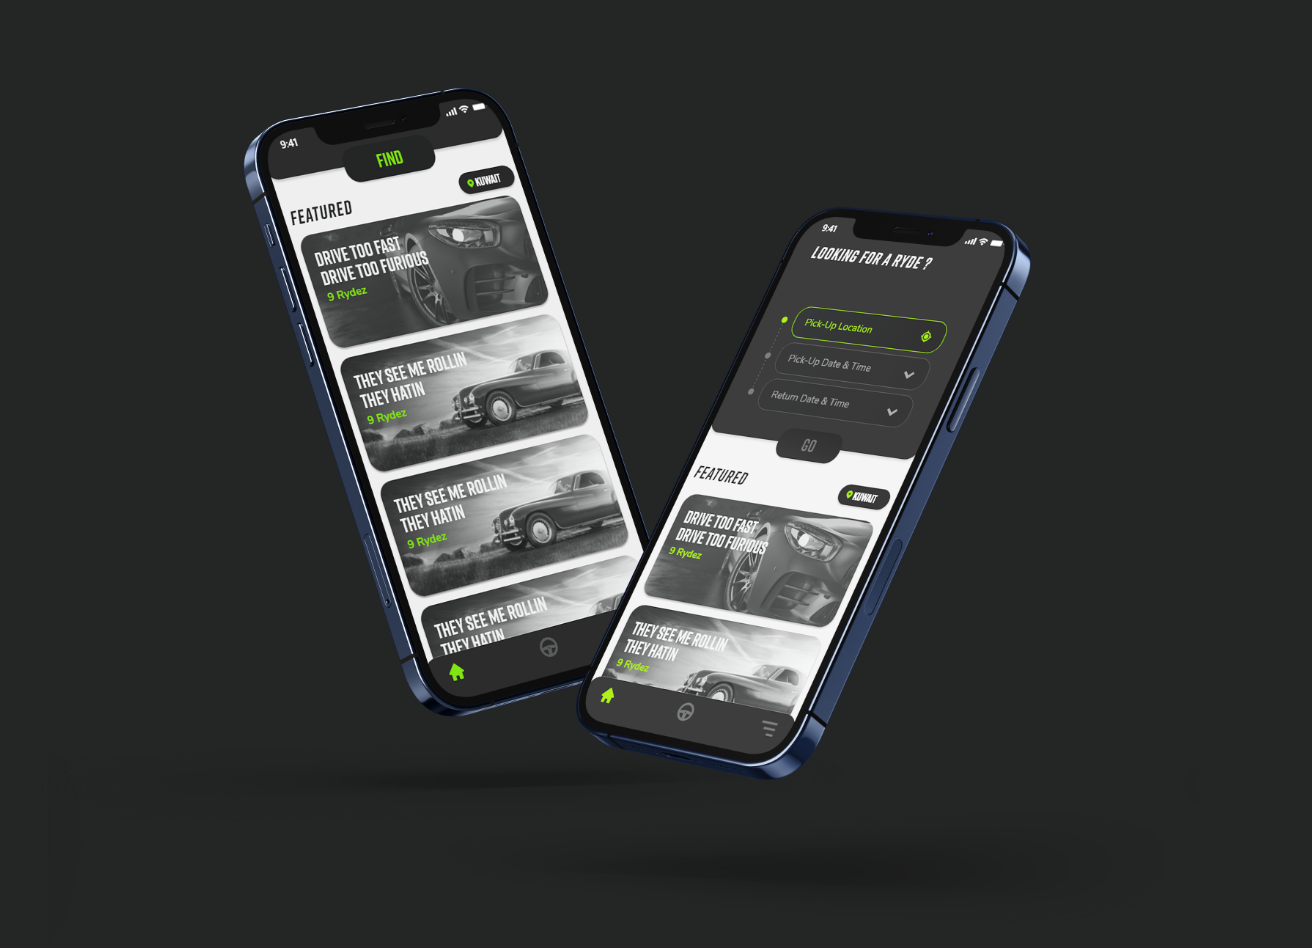 9:41
FIND
KUWAIT
FEATURED
DRIVE TOO FAST
DRIVE TOO FURIOUS
9 Rydez
THEY SEE ME ROLLIN
THEY HATIN
9 Rydez
THEY SEE ME ROLLIN
THEY HATIN
9 Rydez
THEY SEE ME ROLLIN
THEY HATIN
9:41
LOOKING FOR A RYDE ?
Pick-Up Location
Pick-Up Date & Time
Return Date & Time
GO
FEATURED
KUWAIT
DRIVE TOO FAST
DRIVE TOO FURIOUS
9 Rydez
THEY SEE ME ROLLIN
THEY HATIN
9 Rydez